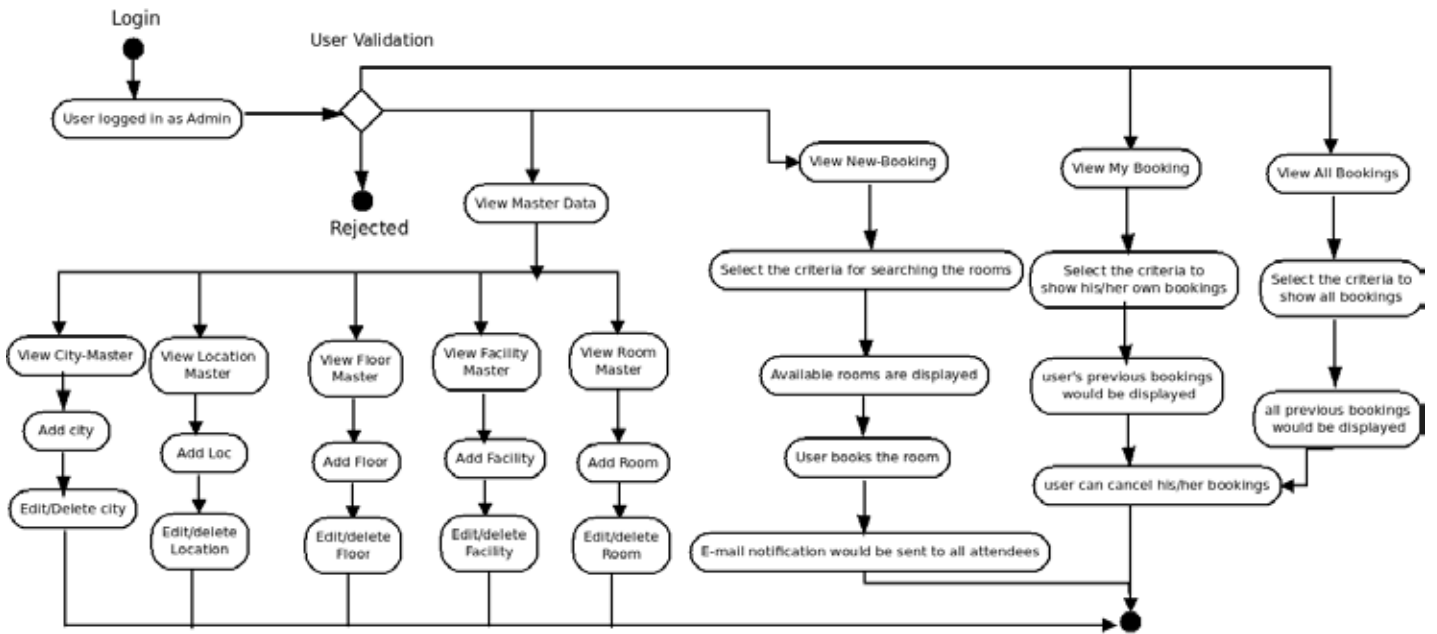 Login
User Validation
User logged in as Admin
Rejected
View Master Data
View New-Booking
View My Booking
View All Bookings
Select the criteria for searching the rooms
Select the criteria to
show his/her own bookings
Select the criteria to
show all bookings
View City-Master
View Location
Master
View Floor
Master
View Facility
Master
View Room
Master
Available rooms are displayed
user's previous bookings
would be displayed
all previous bookings
would be displayed
Add city
Add Loc
Add Floor
Add Facility
Add Room
User books the room
user can cancel his/her bookings
Edit/Delete city
Edit/delete
Location
Edit/delete
Floor
Edit/delete
Facility
Edit/delete
Room
E-mail notification would be sent to all attendees